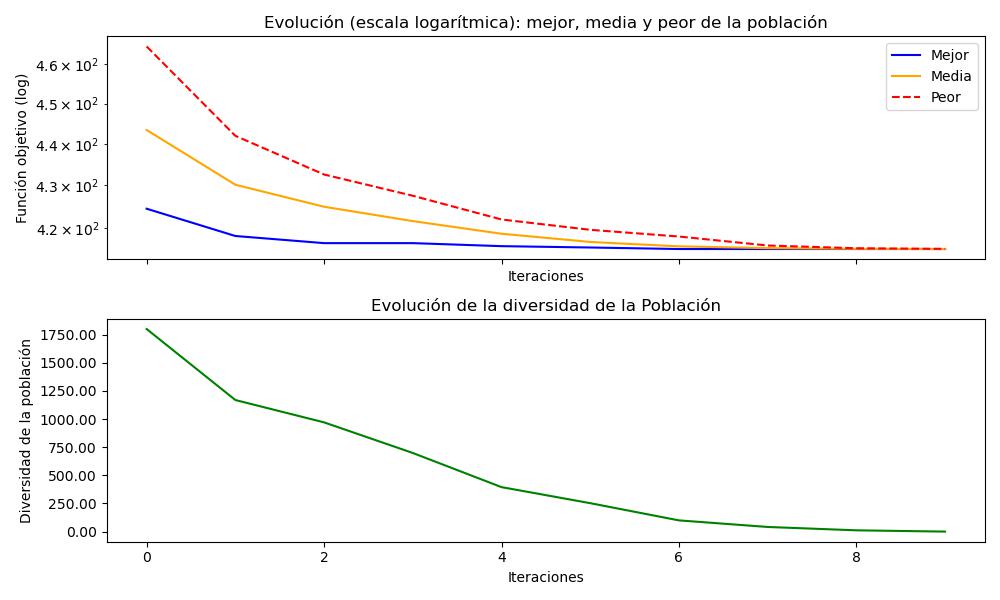 Evolución (escala logarítmica): mejor, media y peor de la población
Función objetivo (log)
4.6 × 10²
4.5 × 10²
4.4 × 10²
4.3 × 10²
4.2 × 10²
Mejor
Media
Peor
Iteraciones
Evolución de la diversidad de la Población
Diversidad de la población
1750.00
1500.00
1250.00
1000.00
750.00
500.00
250.00
0.00
0 2 4 6 8
Iteraciones